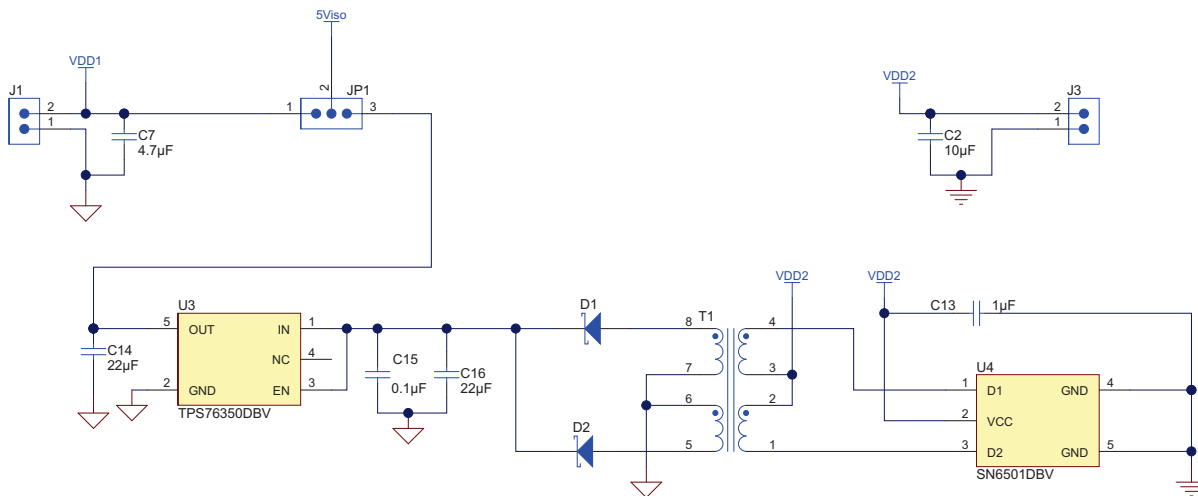 5Viso
VDD1
J1
2
1
C7
4.7µF
1
2
JP1
3
VDD2
J3
2
1
C2
10µF
U3
5
OUT
IN
1
NC
4
2
GND
EN
3
TPS76350DBV
C14
22µF
C15
0.1µF
C16
22µF
D1
D2
T1
8
7
6
5
4
3
2
1
VDD2
VDD2
C13
1µF
U4
1
D1
GND
4
2
VCC
3
D2
GND
5
SN6501DBV